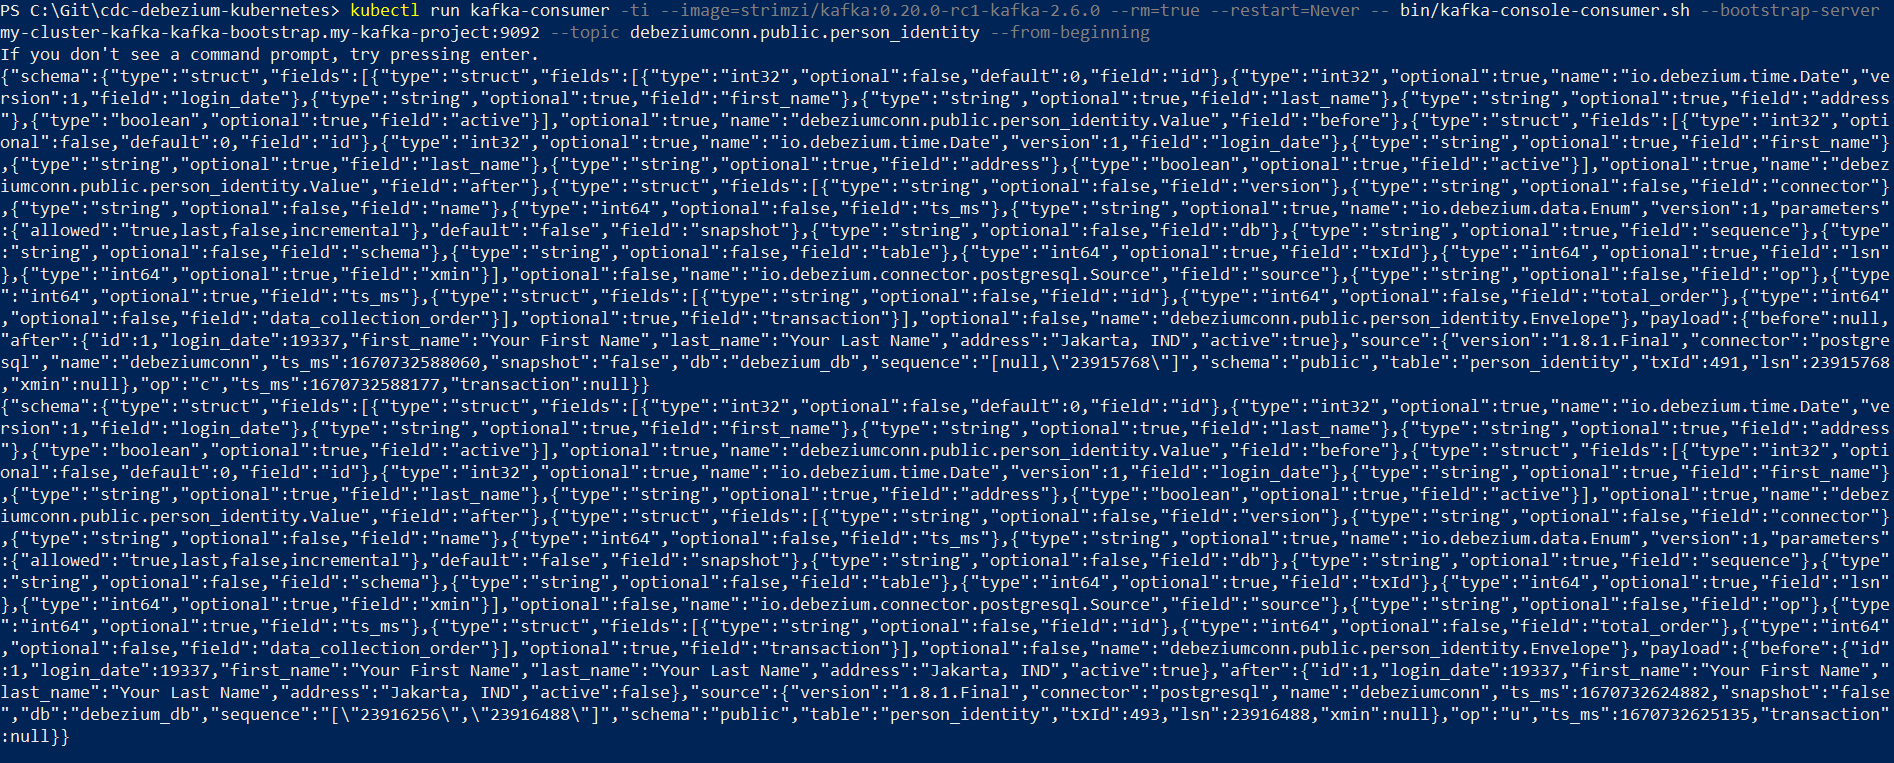 PS C:\Git\cdc-debezium-kubernetes> kubectl run kafka-consumer -ti --image=strimzi/kafka:0.20.0-rc1-kafka-2.6.0 --rm=true --restart=Never -- bin/kafka-console-consumer.sh --bootstrap-server
my-cluster-kafka-kafka-bootstrap.my-kafka-project:9092 --topic debeziumconn.public.person_identity --from-beginning
If you don't see a command prompt, try pressing enter.
{"schema":{"type":"struct","fields":[{"type":"struct","fields":[{"type":"int32","optional":false,"default":0,"field":"id"},{"type":"int32","optional":true,"name":"io.debezium.time.Date","ve
rsion":1,"field":"login_date"},{"type":"string","optional":true,"field":"first_name"},{"type":"string","optional":true,"field":"last_name"},{"type":"string","optional":true,"field":"address
"},{"type":"boolean","optional":true,"field":"active"}],"optional":true,"name":"debeziumconn.public.person_identity.Value","field":"before"},{"type":"struct","fields":[{"type":"int32","opti
onal":false,"default":0,"field":"id"},{"type":"int32","optional":true,"name":"io.debezium.time.Date","version":1,"field":"login_date"},{"type":"string","optional":true,"field":"first_name"}
,{"type":"string","optional":true,"field":"last_name"},{"type":"string","optional":true,"field":"address"},{"type":"boolean","optional":true,"field":"active"}],"optional":true,"name":"debez
iumconn.public.person_identity.Value","field":"after"},{"type":"struct","fields":[{"type":"string","optional":false,"field":"version"},{"type":"string","optional":false,"field":"connector"}
,{"type":"string","optional":false,"field":"name"},{"type":"int64","optional":false,"field":"ts_ms"},{"type":"string","optional":true,"name":"io.debezium.data.Enum","version":1,"parameters"
:{"allowed":"true,last,false,incremental"},"default":"false","field":"snapshot"},{"type":"string","optional":false,"field":"db"},{"type":"string","optional":true,"field":"sequence"},{"type"
:"string","optional":false,"field":"schema"},{"type":"string","optional":false,"field":"table"},{"type":"int64","optional":true,"field":"txId"},{"type":"int64","optional":true,"field":"lsn"
},{"type":"int64","optional":true,"field":"xmin"}],"optional":false,"name":"io.debezium.connector.postgresql.Source","field":"source"},{"type":"string","optional":false,"field":"op"},{"type
":"int64","optional":true,"field":"ts_ms"},{"type":"struct","fields":[{"type":"string","optional":false,"field":"id"},{"type":"int64","optional":false,"field":"total_order"},{"type":"int64"
,"optional":false,"field":"data_collection_order"}],"optional":true,"field":"transaction"}],"optional":false,"name":"debeziumconn.public.person_identity.Envelope"},"payload":{"before":null,
"after":{"id":1,"login_date":19337,"first_name":"Your First Name","last_name":"Your Last Name","address":"Jakarta, IND","active":true},"source":{"version":"1.8.1.Final","connector":"postgre
sql","name":"debeziumconn","ts_ms":1670732588060,"snapshot":"false","db":"debezium_db","sequence":"[null,\"23915768\"]","schema":"public","table":"person_identity","txId":491,"lsn":23915768
,"xmin":null},"op":"c","ts_ms":1670732588177,"transaction":null}}
{"schema":{"type":"struct","fields":[{"type":"struct","fields":[{"type":"int32","optional":false,"default":0,"field":"id"},{"type":"int32","optional":true,"name":"io.debezium.time.Date","ve
rsion":1,"field":"login_date"},{"type":"string","optional":true,"field":"first_name"},{"type":"string","optional":true,"field":"last_name"},{"type":"string","optional":true,"field":"address
"},{"type":"boolean","optional":true,"field":"active"}],"optional":true,"name":"debeziumconn.public.person_identity.Value","field":"before"},{"type":"struct","fields":[{"type":"int32","opti
onal":false,"default":0,"field":"id"},{"type":"int32","optional":true,"name":"io.debezium.time.Date","version":1,"field":"login_date"},{"type":"string","optional":true,"field":"first_name"}
,{"type":"string","optional":true,"field":"last_name"},{"type":"string","optional":true,"field":"address"},{"type":"boolean","optional":true,"field":"active"}],"optional":true,"name":"debez
iumconn.public.person_identity.Value","field":"after"},{"type":"struct","fields":[{"type":"string","optional":false,"field":"version"},{"type":"string","optional":false,"field":"connector"}
,{"type":"string","optional":false,"field":"name"},{"type":"int64","optional":false,"field":"ts_ms"},{"type":"string","optional":true,"name":"io.debezium.data.Enum","version":1,"parameters"
:{"allowed":"true,last,false,incremental"},"default":"false","field":"snapshot"},{"type":"string","optional":false,"field":"db"},{"type":"string","optional":true,"field":"sequence"},{"type"
:"string","optional":false,"field":"schema"},{"type":"string","optional":false,"field":"table"},{"type":"int64","optional":true,"field":"txId"},{"type":"int64","optional":true,"field":"lsn"
},{"type":"int64","optional":true,"field":"xmin"}],"optional":false,"name":"io.debezium.connector.postgresql.Source","field":"source"},{"type":"string","optional":false,"field":"op"},{"type
":"int64","optional":true,"field":"ts_ms"},{"type":"struct","fields":[{"type":"string","optional":false,"field":"id"},{"type":"int64","optional":false,"field":"total_order"},{"type":"int64"
,"optional":false,"field":"data_collection_order"}],"optional":true,"field":"transaction"}],"optional":false,"name":"debeziumconn.public.person_identity.Envelope"},"payload":{"before":{"id"
:1,"login_date":19337,"first_name":"Your First Name","last_name":"Your Last Name","address":"Jakarta, IND","active":true},"after":{"id":1,"login_date":19337,"first_name":"Your First Name","
last_name":"Your Last Name","address":"Jakarta, IND","active":false},"source":{"version":"1.8.1.Final","connector":"postgresql","name":"debeziumconn","ts_ms":1670732624882,"snapshot":"false
","db":"debezium_db","sequence":"[\"23916256\",\"23916488\"]","schema":"public","table":"person_identity","txId":493,"lsn":23916488,"xmin":null},"op":"u","ts_ms":1670732625135,"transaction"
:null}}